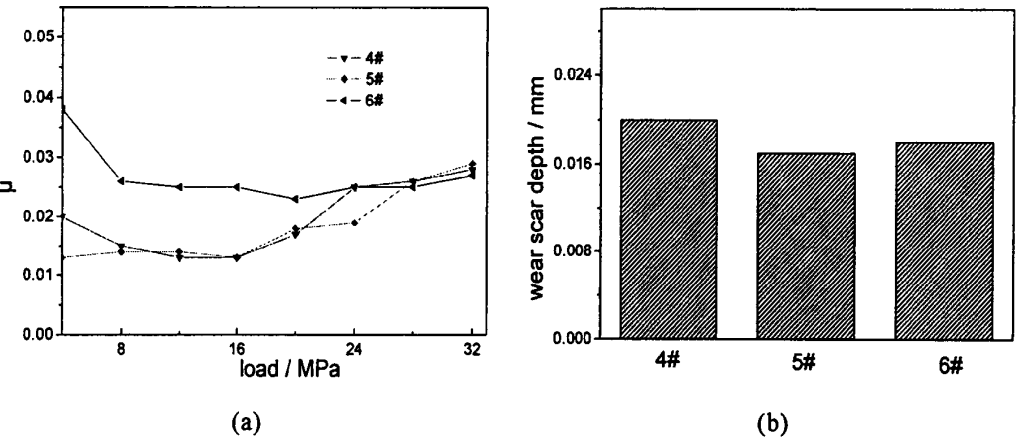 0.05
0.04
0.03
0.02
0.01
0.00
μ
4#
5#
6#
8 16 24 32
load / MPa
(a)
wear scar depth / mm
0.024
0.016
0.008
0.000
4# 5# 6#
(b)